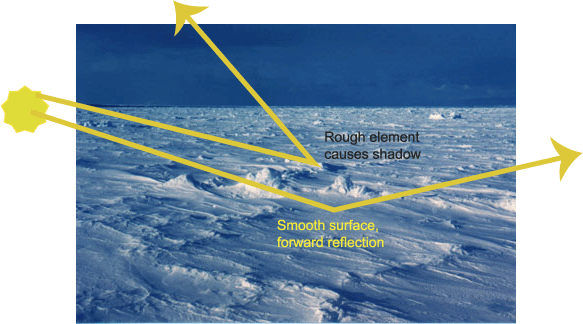 Rough element
causes shadow
Smooth surface,
forward reflection